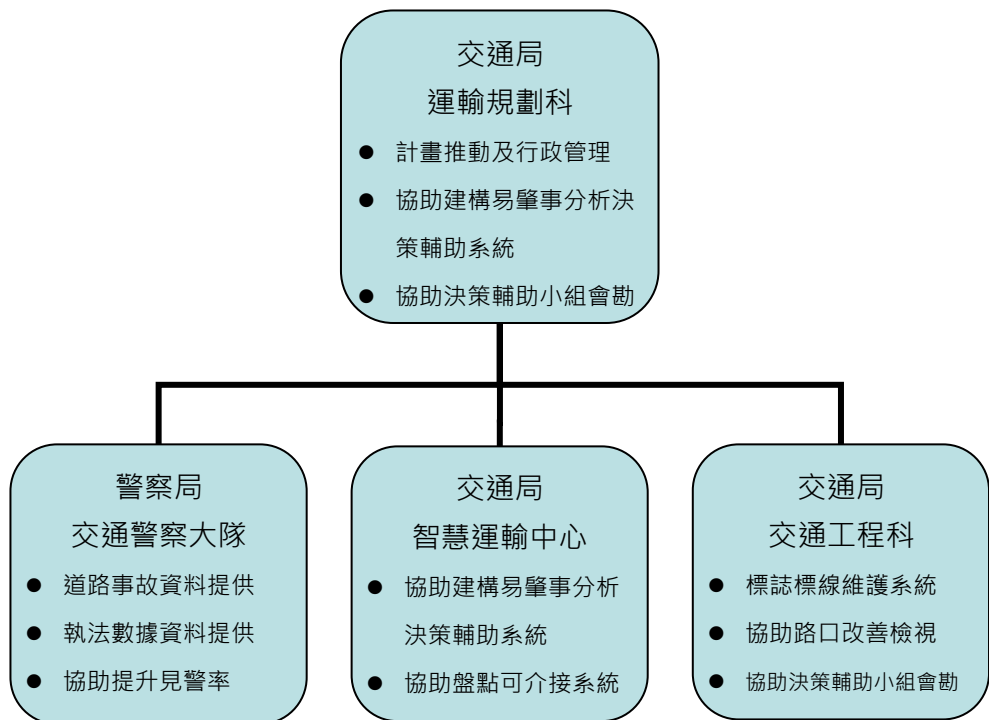 交通局
運輸規劃科
● 計畫推動及行政管理
● 協助建構易肇事分析決
策輔助系統
● 協助決策輔助小組會勘
警察局
交通警察大隊
● 道路事故資料提供
● 執法數據資料提供
● 協助提升見警率
交通局
智慧運輸中心
● 協助建構易肇事分析
決策輔助系統
● 協助盤點可介接系統
交通局
交通工程科
● 標誌標線維護系統
● 協助路口改善檢視
● 協助決策輔助小組會勘